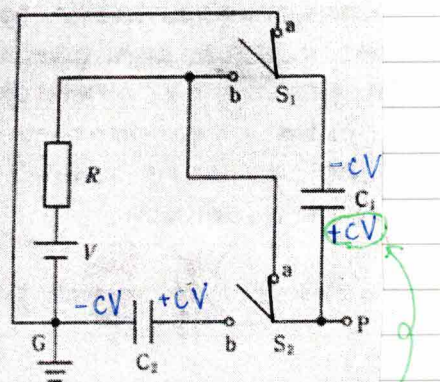 a
b S₁
-CV
R
C₁
+CV
V
a
-CV +CV
G C₂ b S₂ P